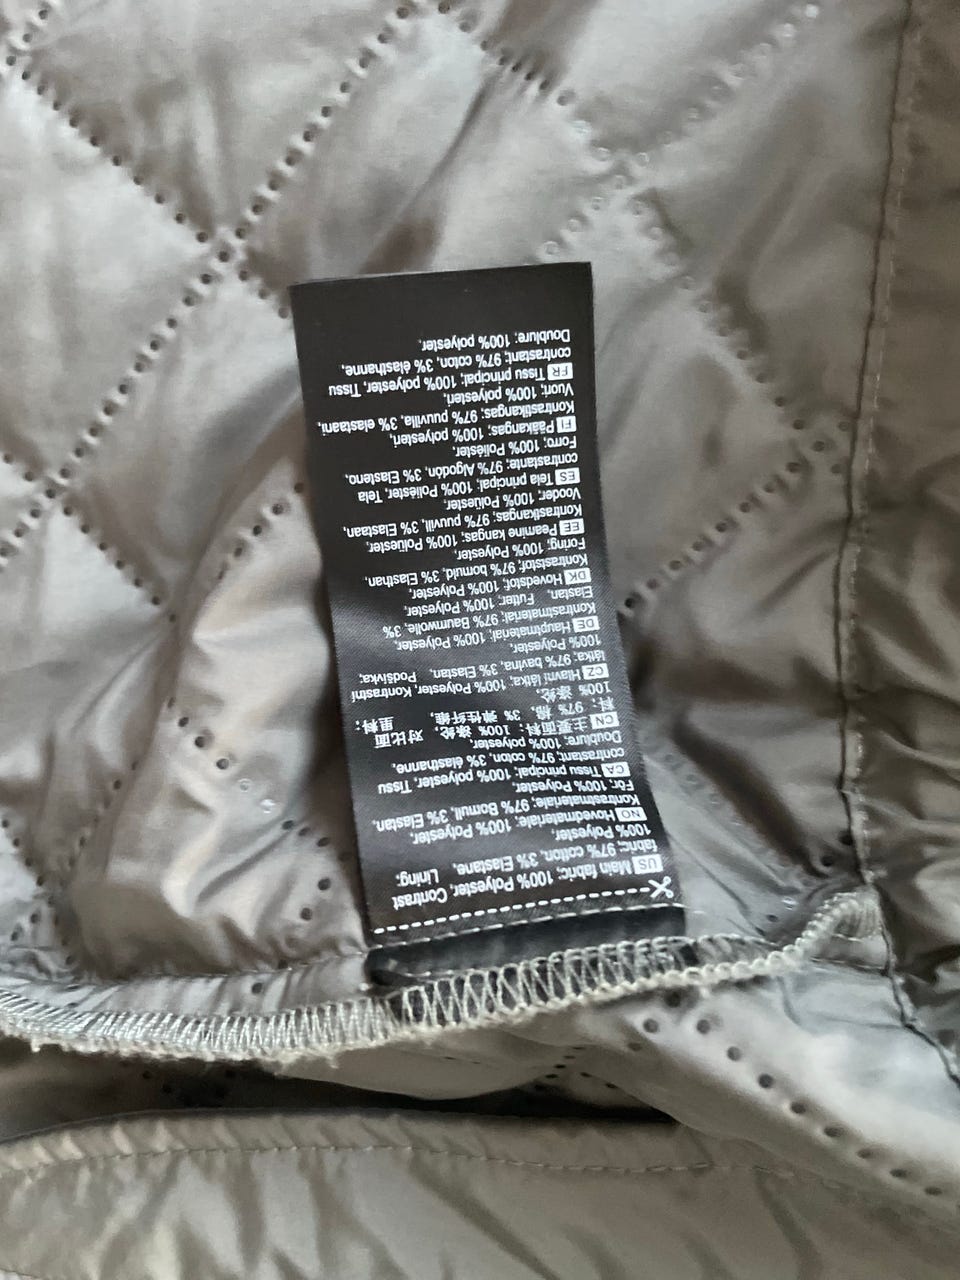 US Main fabric; 100% Polyester, Contrast
fabric; 97% cotton, 3% Elastane, Lining:
100% Polyester,
NO Hovedmateriale; 100% Polyester,
Kontrastmateriale; 97% Bomull, 3% Elastan,
Fôr; 100% Polyester,
CA Tissu principal; 100% polyester, Tissu
contrastant; 97% coton, 3% élasthanne,
Doublure; 100% polyester,
CN 主要面料: 100% 涤纶, 对比面
料: 97% 棉, 3% 弹性纤维, 里料:
100% 涤纶,
CZ Hlavní látka; 100% Polyester, Kontrastní
látka; 97% bavlna, 3% Elastan, Podšívka;
100% Polyester,
DE Hauptmaterial; 100% Polyester,
Kontrastmaterial; 97% Baumwolle, 3%
Elastan, Futter; 100% Polyester,
DK Hovedstof; 100% Polyester,
Kontraststof; 97% bomuld, 3% Elasthan,
Foring; 100% Polyester,
EE Peamine kangas; 100% Polüester,
Kontrastkangas; 97% puuvill, 3% Elastaan,
Vooder; 100% Polüester,
ES Tela principal; 100% Poliéster, Tela
contrastante; 97% Algodon, 3% Elasteno,
Forro; 100% Poliéster,
FI Pääkangas; 100% polyesteri,
Kontrastikangas; 97% puuvilla, 3% elastaani,
Vuori; 100% polyesteri,
FR Tissu principal; 100% polyester, Tissu
contrastant; 97% coton, 3% élasthanne,
Doublure; 100% polyester,